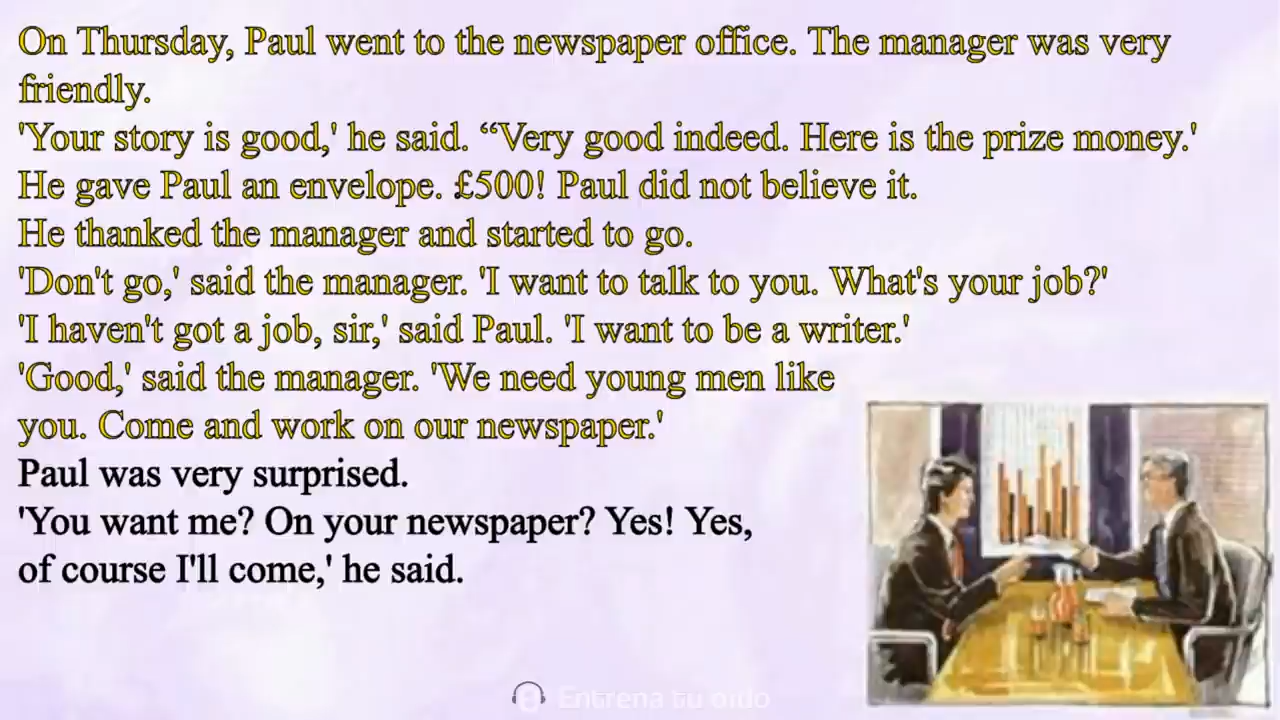 On Thursday, Paul went to the newspaper office. The manager was very
friendly.
'Your story is good,' he said. “Very good indeed. Here is the prize money.'
He gave Paul an envelope. £500! Paul did not believe it.
He thanked the manager and started to go.
'Don't go,' said the manager. 'I want to talk to you. What's your job?'
'I haven't got a job, sir,' said Paul. 'I want to be a writer.'
'Good,' said the manager. 'We need young men like
you. Come and work on our newspaper.'
Paul was very surprised.
'You want me? On your newspaper? Yes! Yes,
of course I'll come,' he said.
Entrena tu oído